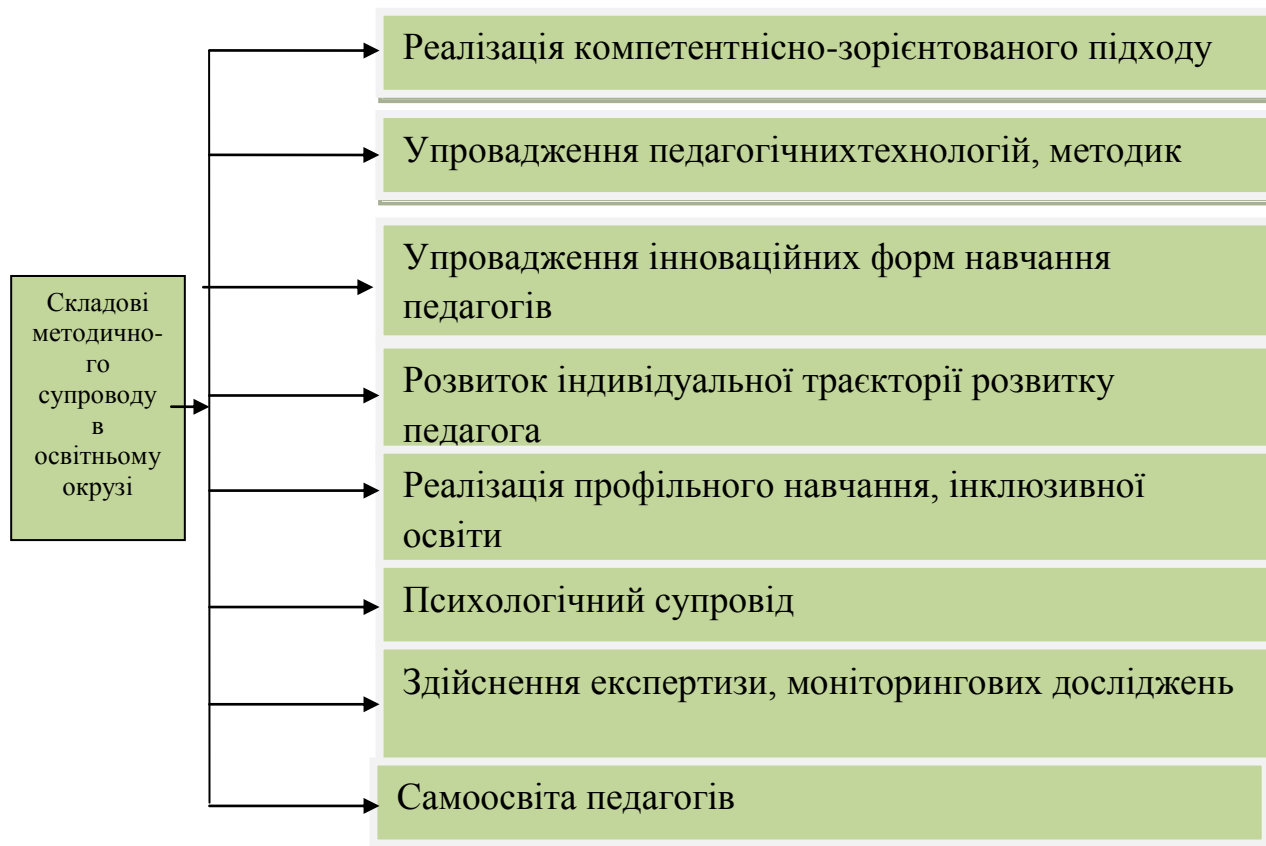 Складові
методично-
го
супроводу
в
освітньому
окрузі
Реалізація компетентнісно-зорієнтованого підходу
Упровадження педагогічнихтехнологій, методик
Упровадження інноваційних форм навчання
педагогів
Розвиток індивідуальної траєкторії розвитку
педагога
Реалізація профільного навчання, інклюзивної
освіти
Психологічний супровід
Здійснення експертизи, моніторингових досліджень
Самоосвіта педагогів